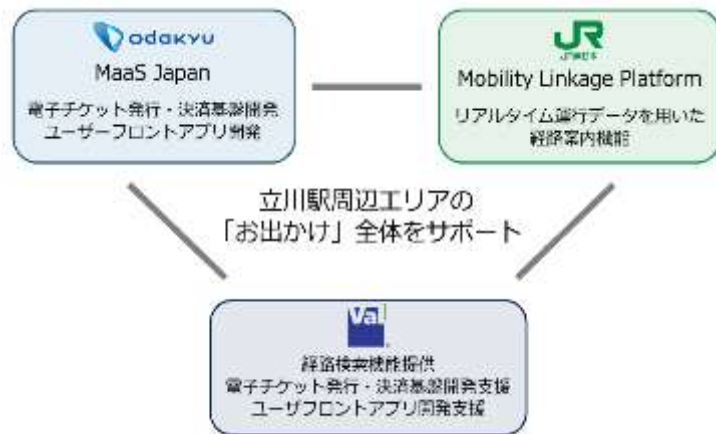 odakyu
MaaS Japan
電子チケット発行・決済基盤開発
ユーザーフロントアプリ開発
JR
JR東日本
Mobility Linkage Platform
リアルタイム運行データを用いた
経路案内機能
立川駅周辺エリアの
「お出かけ」全体をサポート
Val
経路検索機能提供
電子チケット発行・決済基盤開発支援
ユーザフロントアプリ開発支援